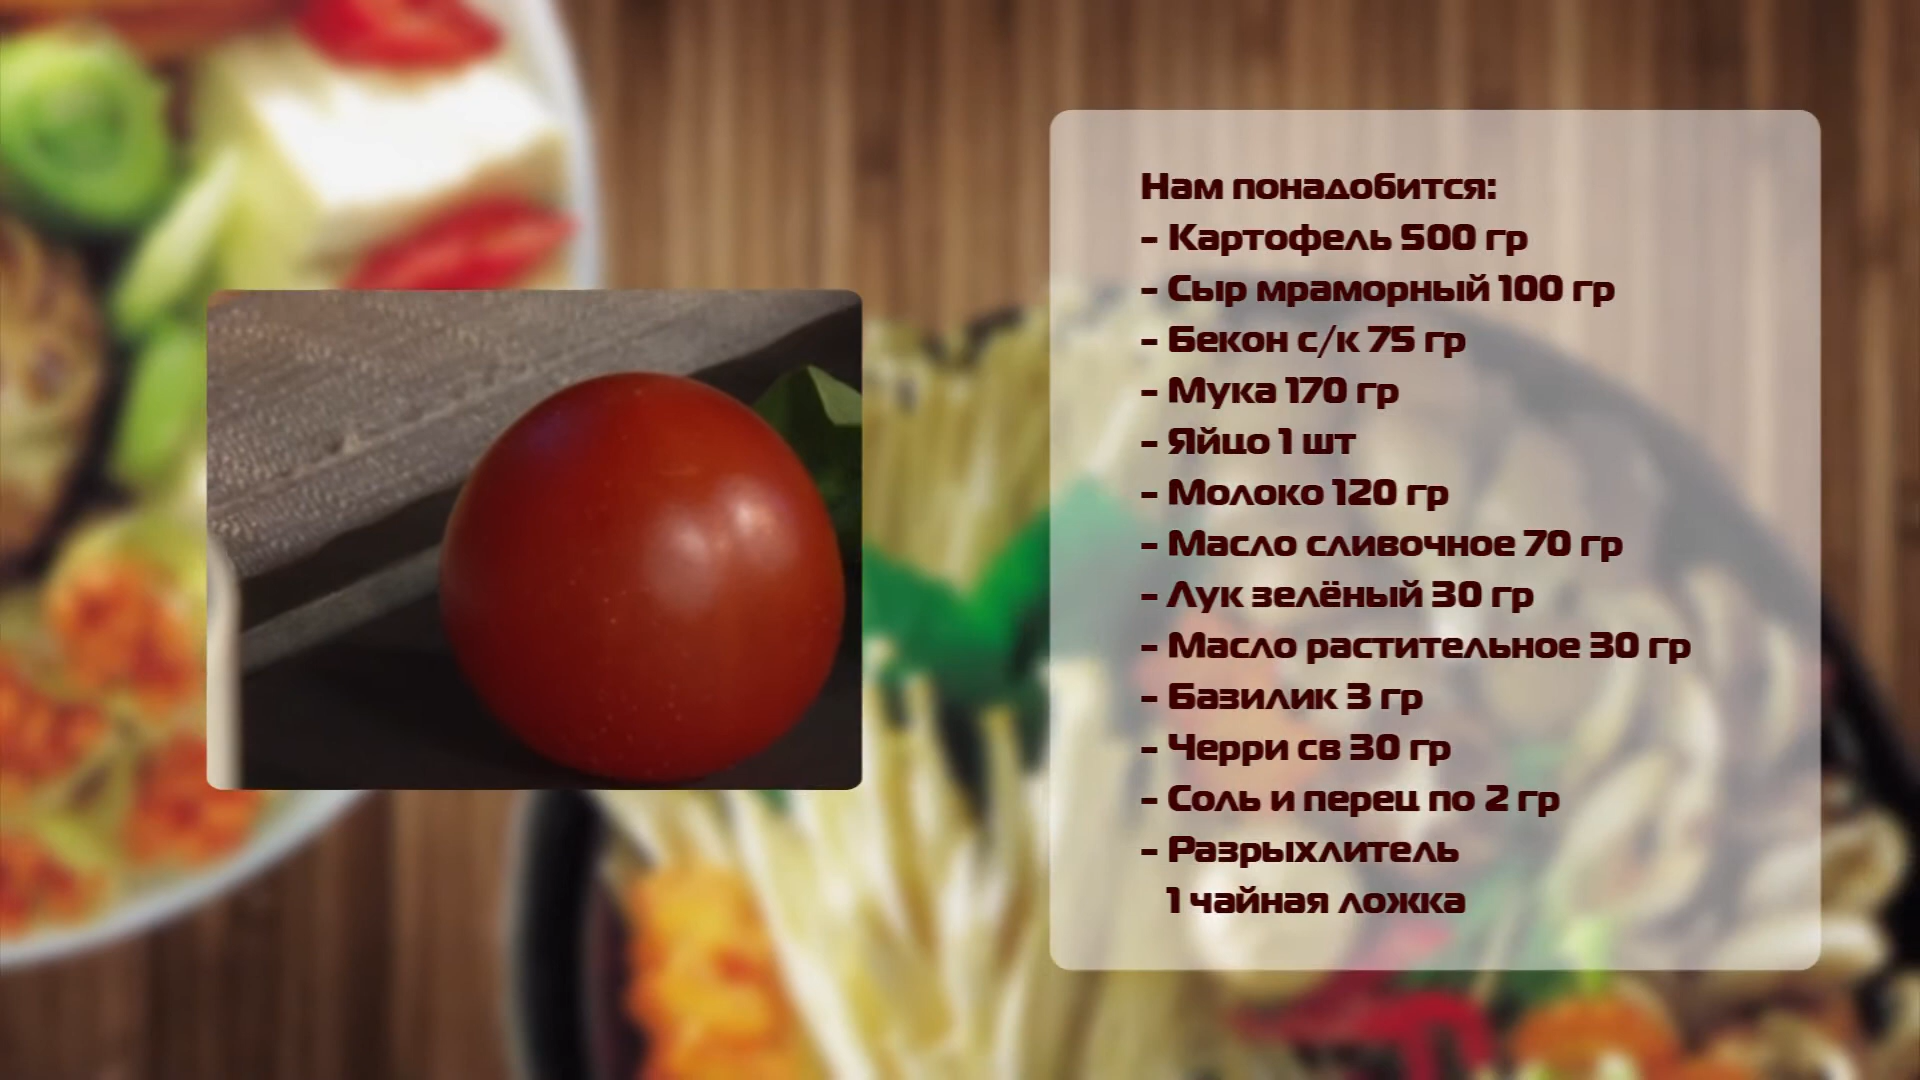 Нам понадобится:
- Картофель 500 гр
- Сыр мраморный 100 гр
- Бекон с/к 75 гр
- Мука 170 гр
- Яйцо 1 шт
- Молоко 120 гр
- Масло сливочное 70 гр
- Лук зелёный 30 гр
- Масло растительное 30 гр
- Базилик 3 гр
- Черри св 30 гр
- Соль и перец по 2 гр
- Разрыхлитель
1 чайная ложка